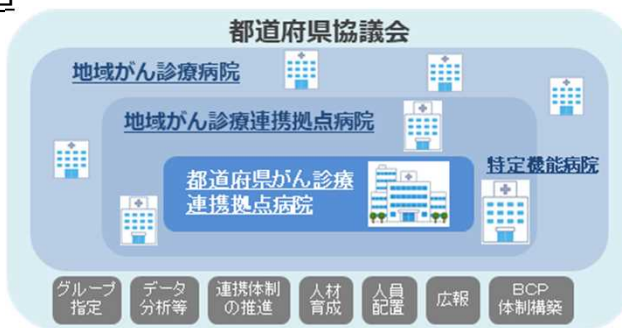 都道府県協議会
地域がん診療病院
地域がん診療連携拠点病院
都道府県がん診療
連携拠点病院
特定機能病院
グループ
指定
データ
分析等
連携体制
の推進
人材
育成
人員
配置
広報
BCP
体制構築